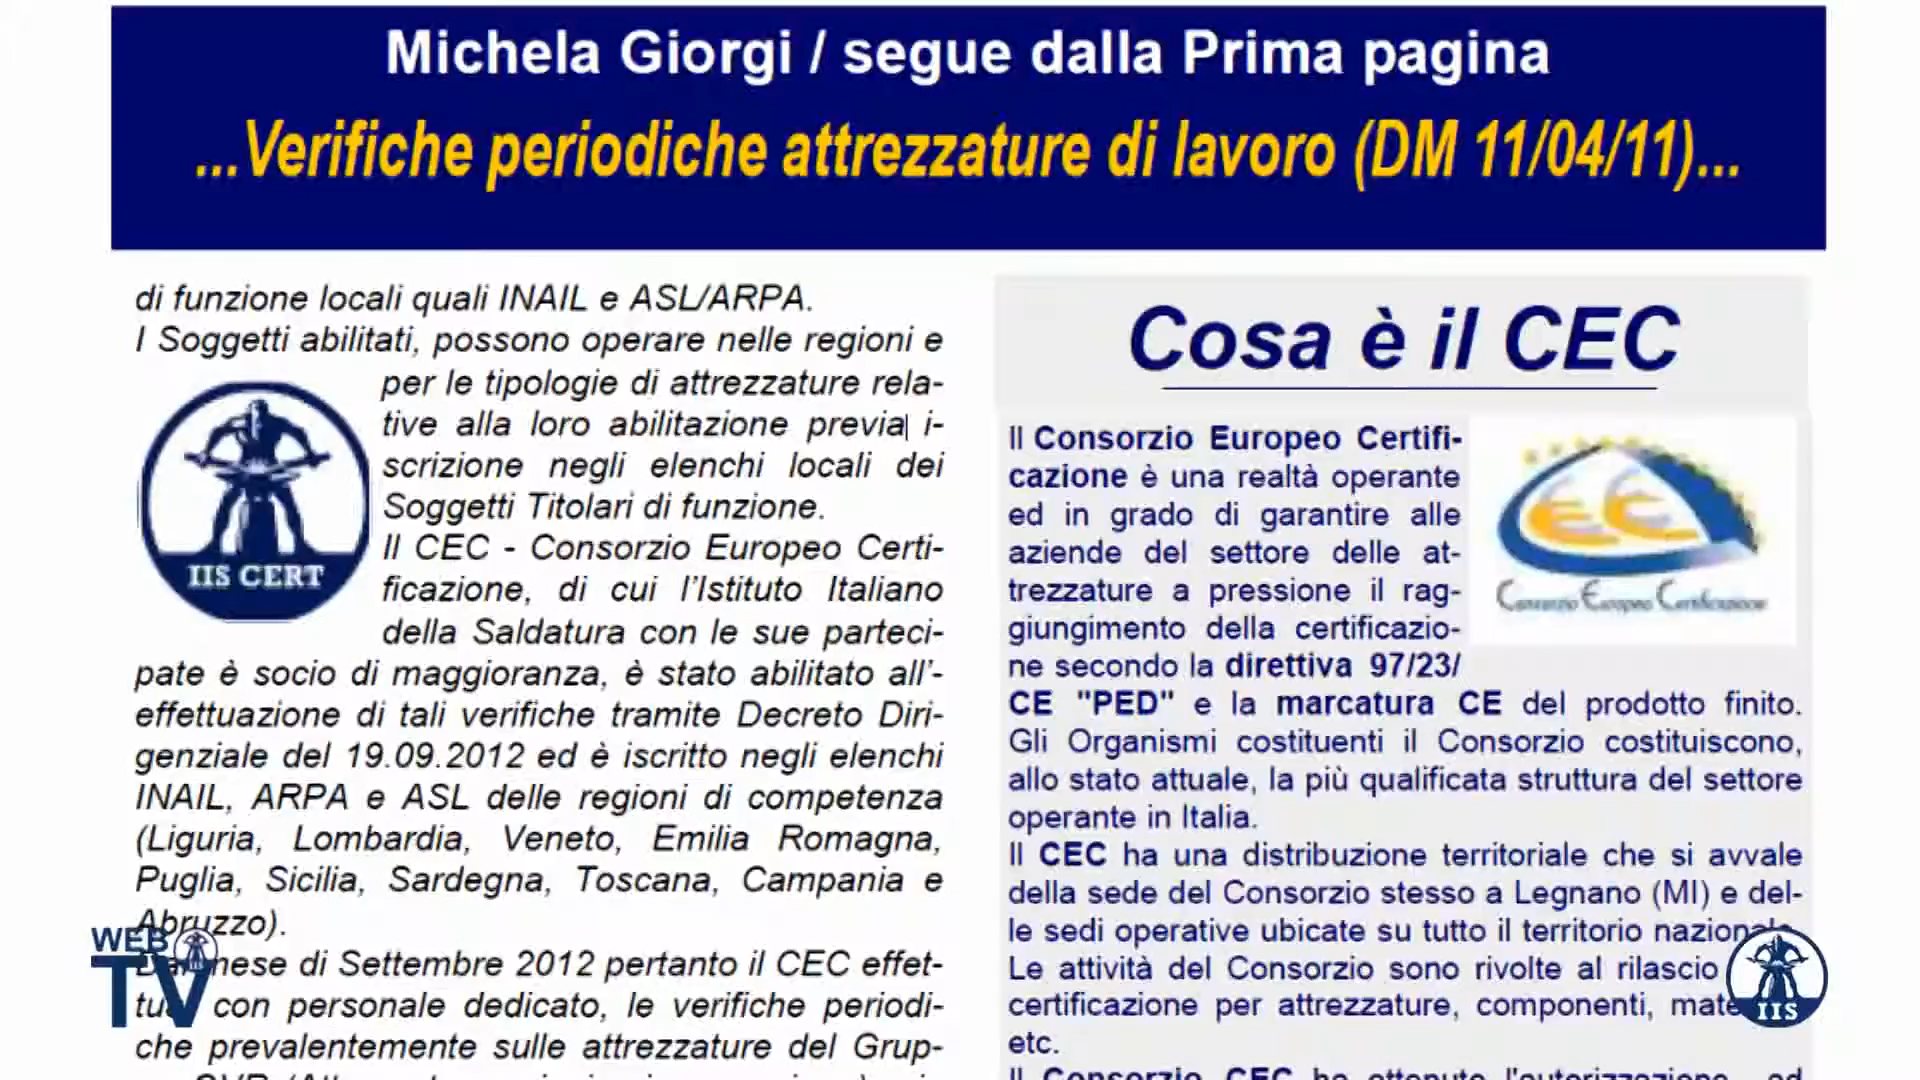 Michela Giorgi / segue dalla Prima pagina
...Verifiche periodiche attrezzature di lavoro (DM 11/04/11)...
di funzione locali quali INAIL e ASL/ARPA.
I Soggetti abilitati, possono operare nelle regioni e
per le tipologie di attrezzature rela-
tive alla loro abilitazione previa i-
scrizione negli elenchi locali dei
Soggetti Titolari di funzione.
Il CEC - Consorzio Europeo Certi-
ficazione, di cui l'Istituto Italiano
della Saldatura con le sue parteci-
pate è socio di maggioranza, è stato abilitato all'-
effettuazione di tali verifiche tramite Decreto Diri-
genziale del 19.09.2012 ed è iscritto negli elenchi
INAIL, ARPA e ASL delle regioni di competenza
(Liguria, Lombardia, Veneto, Emilia Romagna,
Puglia, Sicilia, Sardegna, Toscana, Campania e
Abruzzo).
mese di Settembre 2012 pertanto il CEC effet-
con personale dedicato, le verifiche periodi-
che prevalentemente sulle attrezzature del Grup-
IIS CERT
Cosa è il CEC
Il Consorzio Europeo Certifi-
cazione è una realtà operante
ed in grado di garantire alle
aziende del settore delle at-
trezzature a pressione il rag-
giungimento della certificazio-
ne secondo la direttiva 97/23/
CE "PED" e la marcatura CE del prodotto finito.
Gli Organismi costituenti il Consorzio costituiscono,
allo stato attuale, la più qualificata struttura del settore
operante in Italia.
Il CEC ha una distribuzione territoriale che si avvale
della sede del Consorzio stesso a Legnano (MI) e del-
le sedi operative ubicate su tutto il territorio nazionale.
Le attività del Consorzio sono rivolte al rilascio
certificazione per attrezzature, componenti,
etc.
Il Consorzio CEC ha ottenuto l'autorizzazione ed
CEC
Consorzio Europeo Certificazione
WEB
TV
IIS